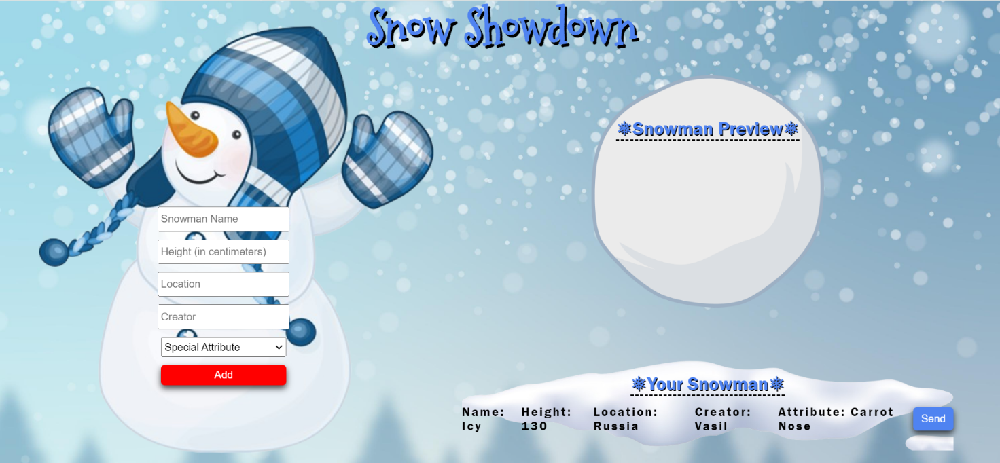 Snow Showdown
❅Snowman Preview❅
Snowman Name
Height (in centimeters)
Location
Creator
Special Attribute
Add
❅Your Snowman❅
Name: Height: Location: Creator: Attribute: Carrot
Icy 130 Russia Vasil Nose
Send